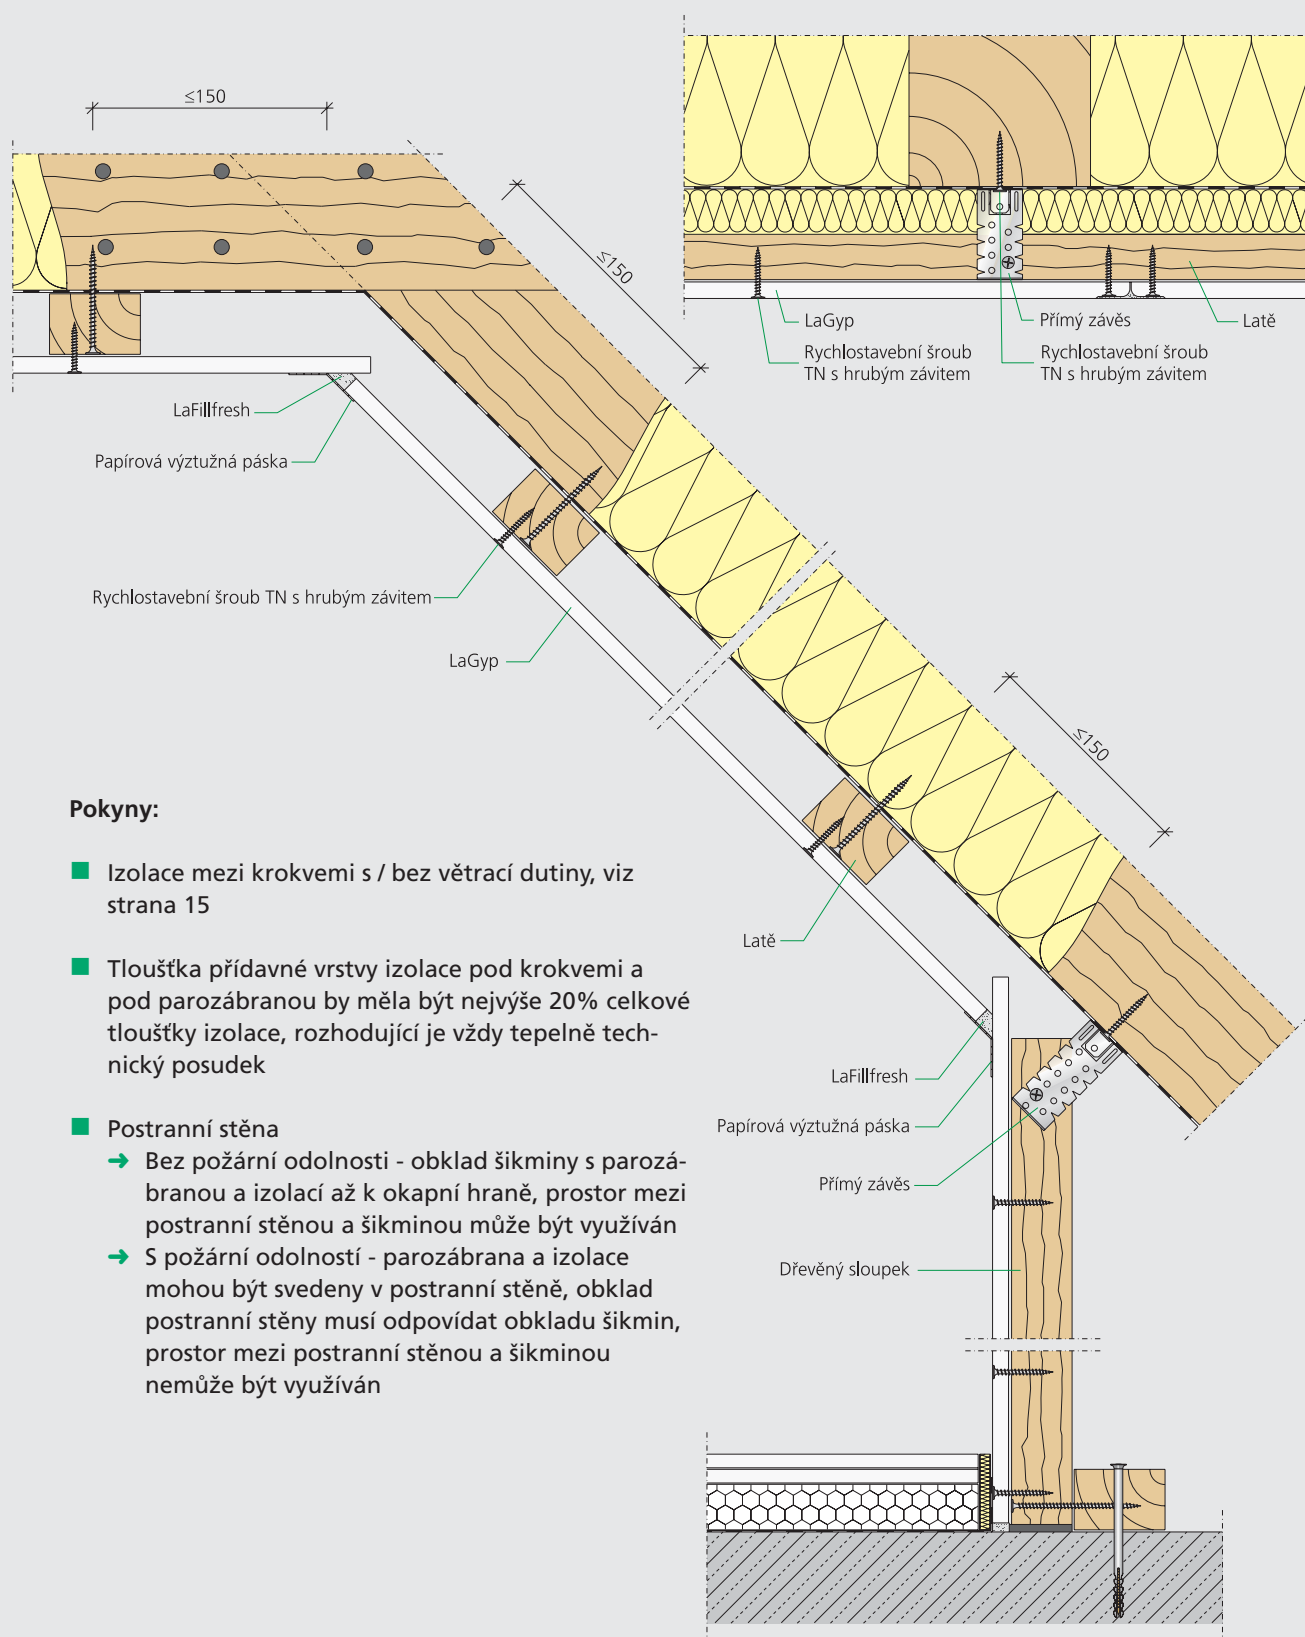 ≤150
≤150
LaGyp
Rychlostavební šroub
TN s hrubým závitem
Přímý závěs
Rychlostavební šroub
TN s hrubým závitem
Latě
LaFillfresh
Papírová výztužná páska
Rychlostavební šroub TN s hrubým závitem
LaGyp
≤150
Pokyny:
Izolace mezi krokvemi s / bez větrací dutiny, viz
strana 15
Tloušťka přídavné vrstvy izolace pod krokvemi a
pod parozábranou by měla být nejvýše 20% celkové
tloušťky izolace, rozhodující je vždy tepelně tech-
nický posudek
Postranní stěna
➜ Bez požární odolnosti - obklad šikminy s parozá-
branou a izolací až k okapní hraně, prostor mezi
postranní stěnou a šikminou může být využíván
➜ S požární odolností - parozábrana a izolace
mohou být svedeny v postranní stěně, obklad
postranní stěny musí odpovídat obkladu šikmin,
prostor mezi postranní stěnou a šikminou
nemůže být využíván
Latě
LaFillfresh
Papírová výztužná páska
Přímý závěs
Dřevěný sloupek